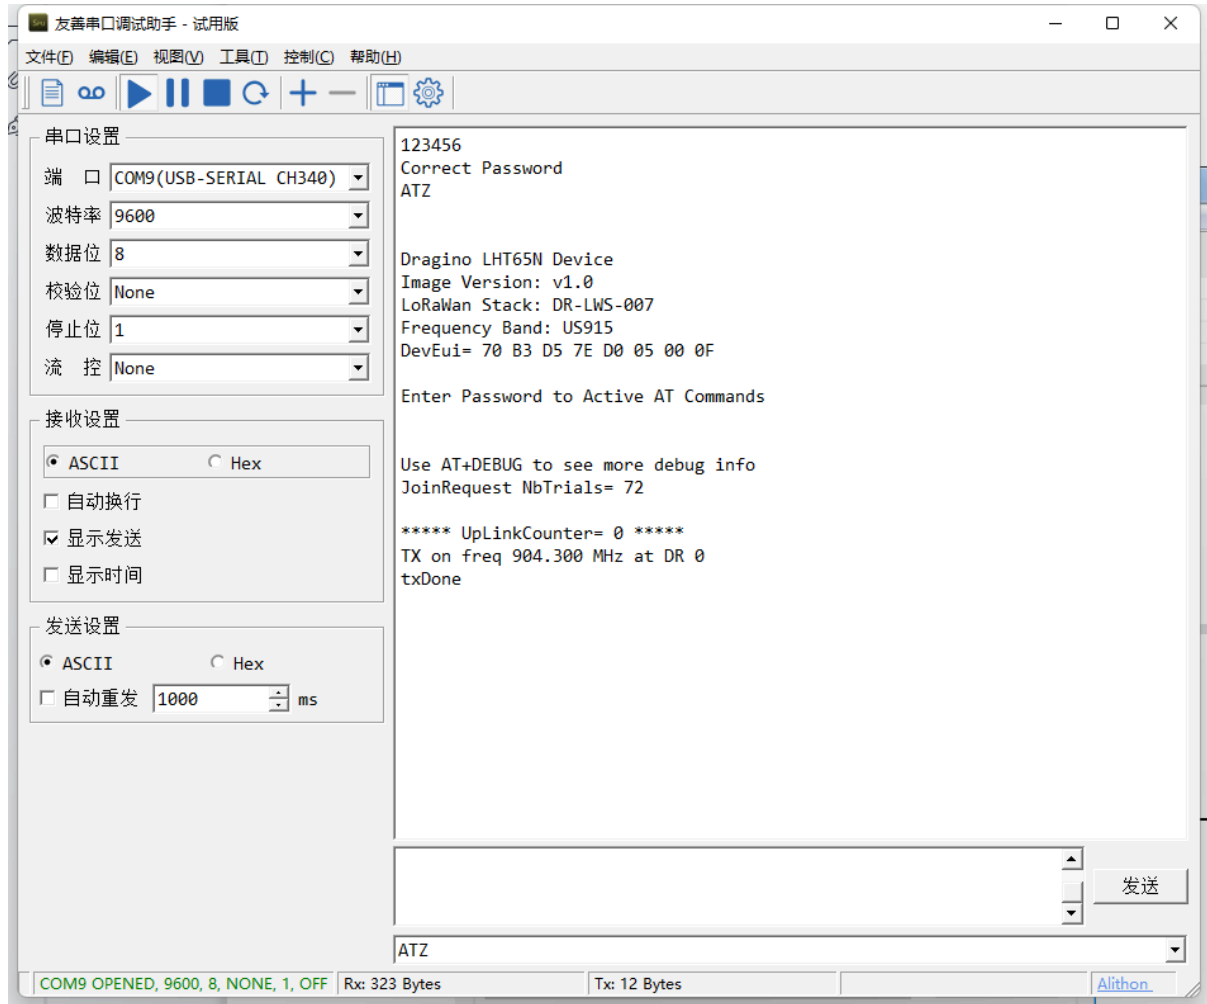 友善串口调试助手 - 试用版
文件(F) 编辑(E) 视图(V) 工具(T) 控制(C) 帮助(H)
串口设置
端 口 COM9(USB-SERIAL CH340)
波特率 9600
数据位 8
校验位 None
停止位 1
流 控 None
接收设置
ASCII Hex
自动换行
显示发送
显示时间
发送设置
ASCII Hex
自动重发 1000 ms
123456
Correct Password
ATZ
Dragino LHT65N Device
Image Version: v1.0
LoRaWan Stack: DR-LWS-007
Frequency Band: US915
DevEui= 70 B3 D5 7E D0 05 00 0F
Enter Password to Active AT Commands
Use AT+DEBUG to see more debug info
JoinRequest NbTrials= 72
***** UpLinkCounter= 0 *****
TX on freq 904.300 MHz at DR 0
txDone
发送
ATZ
COM9 OPENED, 9600, 8, NONE, 1, OFF Rx: 323 Bytes Tx: 12 Bytes Alithon